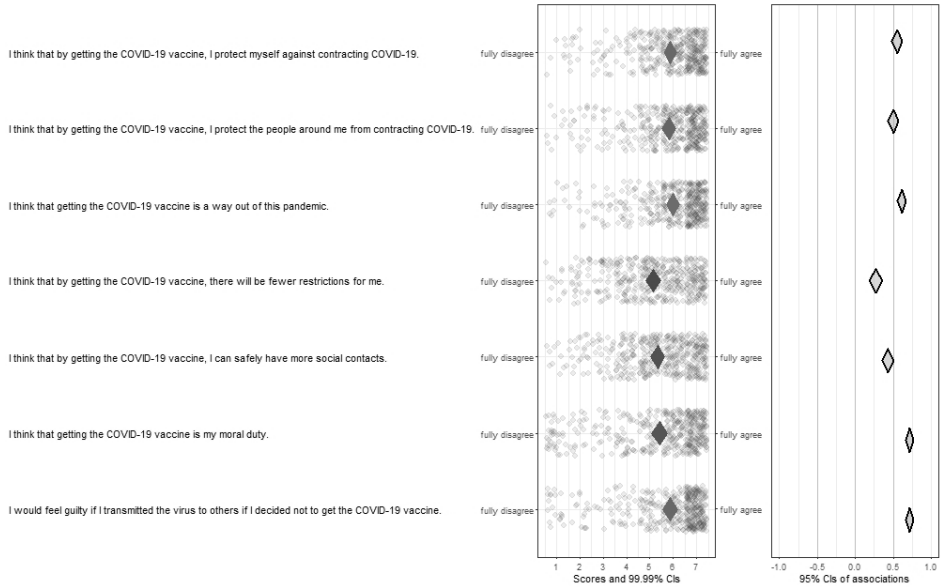 I think that by getting the COVID-19 vaccine, I protect myself against contracting COVID-19. fully disagree fully agree
I think that by getting the COVID-19 vaccine, I protect the people around me from contracting COVID-19. fully disagree fully agree
I think that getting the COVID-19 vaccine is a way out of this pandemic. fully disagree fully agree
I think that by getting the COVID-19 vaccine, there will be fewer restrictions for me. fully disagree fully agree
I think that by getting the COVID-19 vaccine, I can safely have more social contacts. fully disagree fully agree
I think that getting the COVID-19 vaccine is my moral duty. fully disagree fully agree
I would feel guilty if I transmitted the virus to others if I decided not to get the COVID-19 vaccine. fully disagree fully agree
1 2 3 4 5 6 7 -1.0 -0.5 0.0 0.5 1.0
Scores and 99.99% CIs 95% CIs of associations